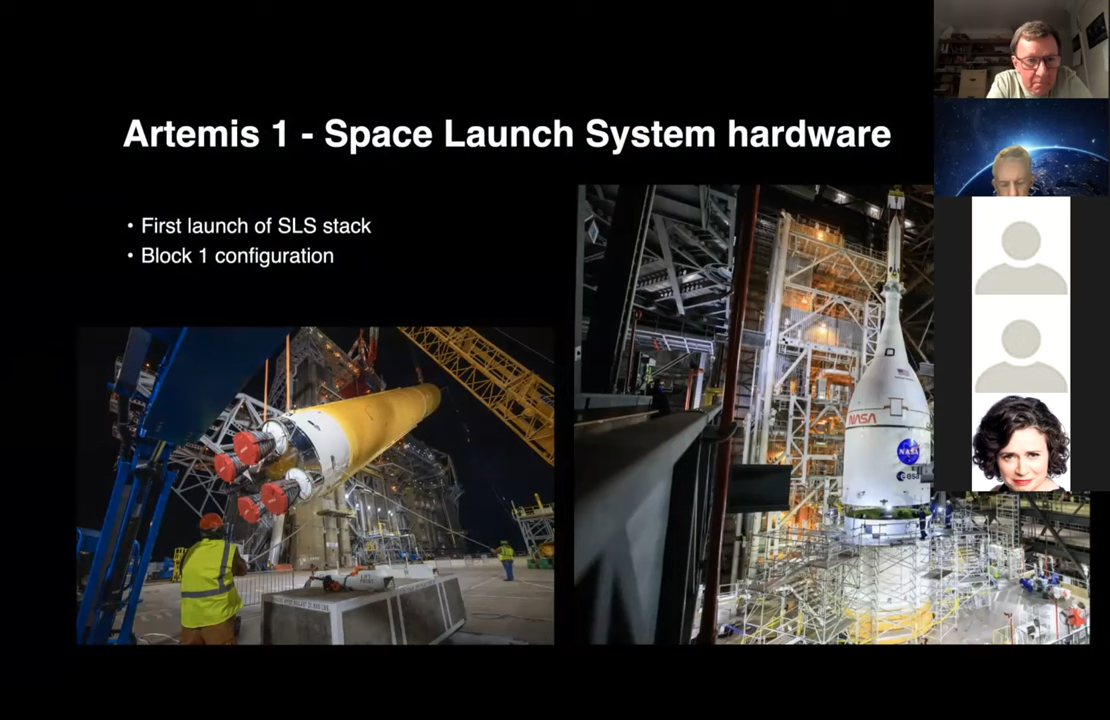 Artemis 1 - Space Launch System hardware
• First launch of SLS stack
• Block 1 configuration
NASA
NASA
esa